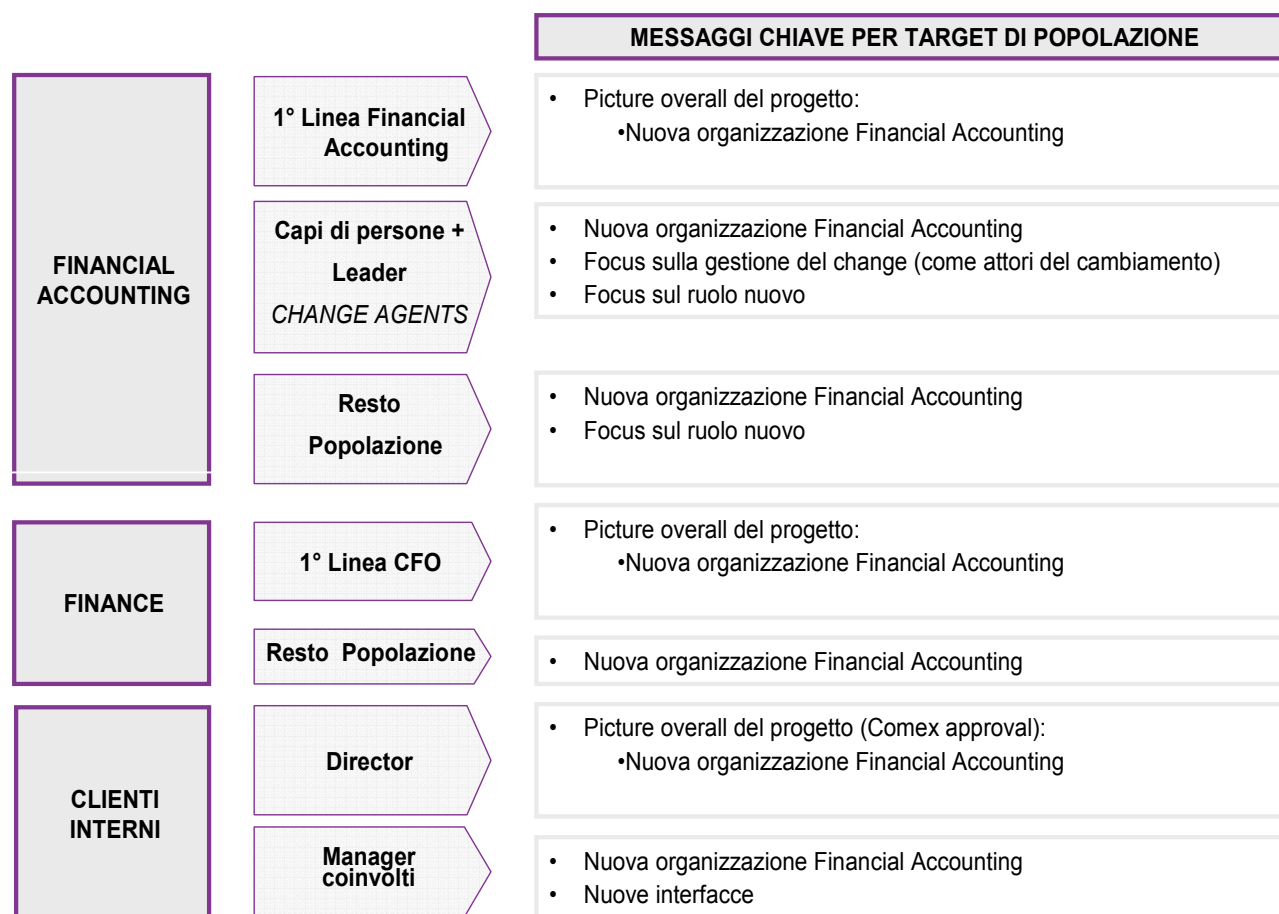 MESSAGGI CHIAVE PER TARGET DI POPOLAZIONE
FINANCIAL
ACCOUNTING
1° Linea Financial
Accounting
• Picture overall del progetto:
•Nuova organizzazione Financial Accounting
Capi di persone +
Leader
CHANGE AGENTS
• Nuova organizzazione Financial Accounting
• Focus sulla gestione del change (come attori del cambiamento)
• Focus sul ruolo nuovo
Resto
Popolazione
• Nuova organizzazione Financial Accounting
• Focus sul ruolo nuovo
FINANCE
1° Linea CFO
• Picture overall del progetto:
•Nuova organizzazione Financial Accounting
Resto Popolazione
• Nuova organizzazione Financial Accounting
CLIENTI
INTERNI
Director
• Picture overall del progetto (Comex approval):
•Nuova organizzazione Financial Accounting
Manager
coinvolti
• Nuova organizzazione Financial Accounting
• Nuove interfacce